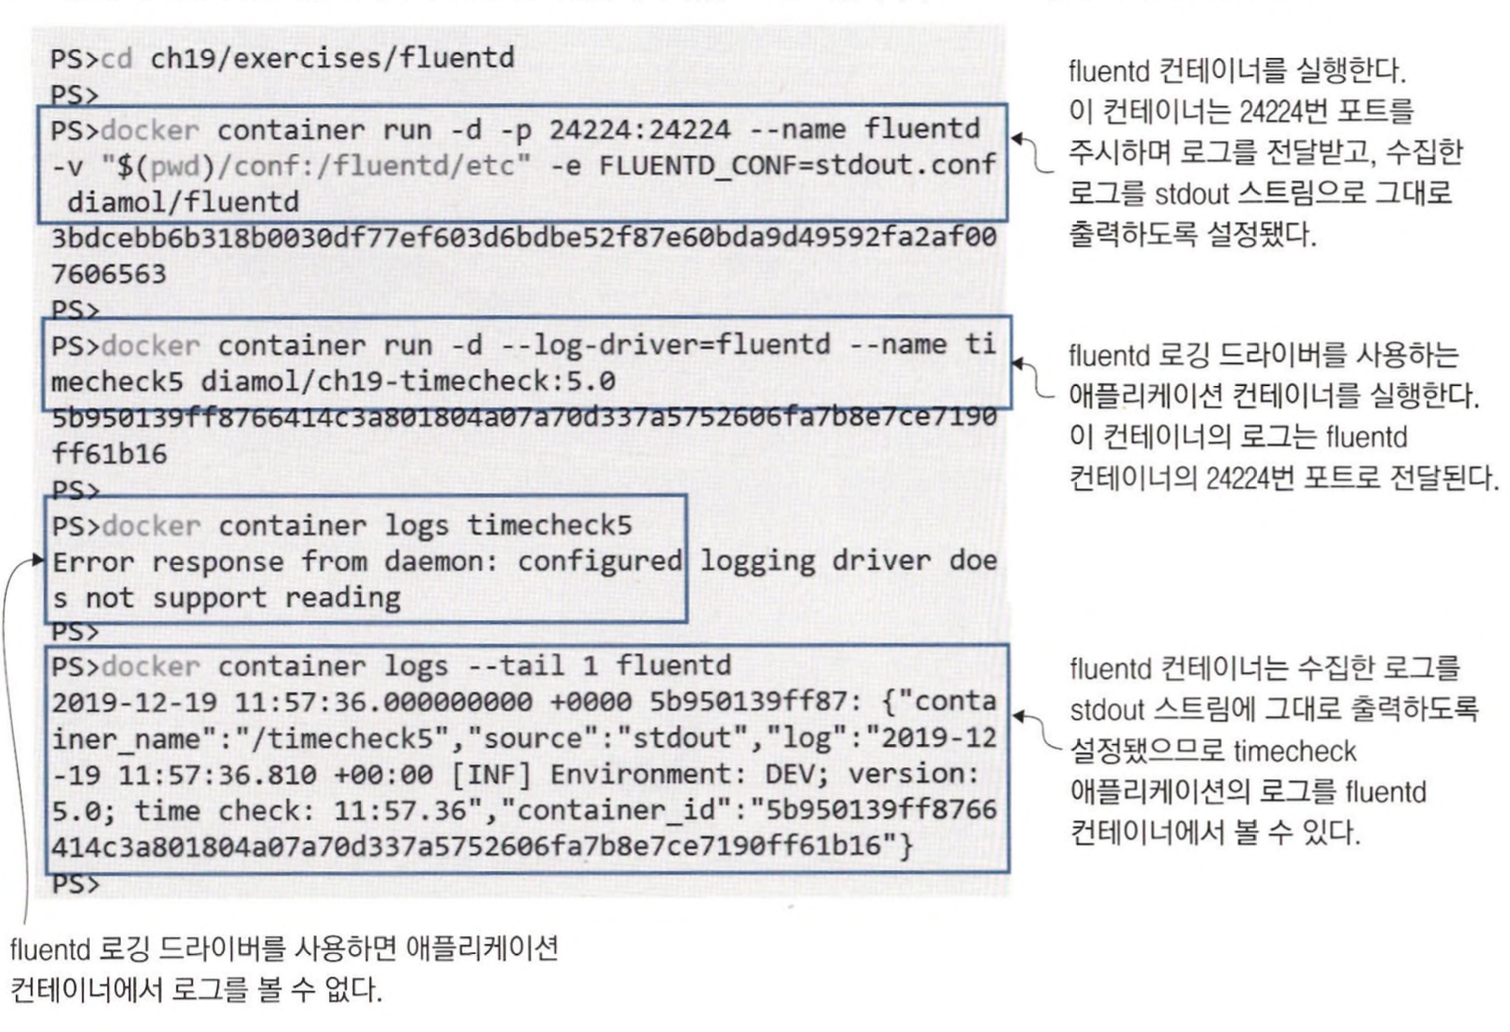 PS>cd ch19/exercises/fluentd
PS>
PS>docker container run -d -p 24224:24224 --name fluentd
-v "$(pwd)/conf:/fluentd/etc" -e FLUENTD_CONF=stdout.conf
diamol/fluentd
3bdcebb6b318b0030df77ef603d6bdbe52f87e60bda9d49592fa2af00
7606563
PS>
PS>docker container run -d --log-driver=fluentd --name ti
mecheck5 diamol/ch19-timecheck:5.0
5b950139ff8766414c3a801804a07a70d337a5752606fa7b8e7ce7190
ff61b16
PS>
PS>docker container logs timecheck5
Error response from daemon: configured logging driver doe
s not support reading
PS>
PS>docker container logs --tail 1 fluentd
2019-12-19 11:57:36.000000000 +0000 5b950139ff87: {"conta
iner_name":"/timecheck5","source":"stdout","log":"2019-12
-19 11:57:36.810 +00:00 [INF] Environment: DEV; version:
5.0; time check: 11:57.36","container_id":"5b950139ff8766
414c3a801804a07a70d337a5752606fa7b8e7ce7190ff61b16"}
PS>
fluentd 컨테이너를 실행한다.
이 컨테이너는 24224번 포트를
주시하며 로그를 전달받고, 수집한
로그를 stdout 스트림으로 그대로
출력하도록 설정됐다.
fluentd 로깅 드라이버를 사용하는
애플리케이션 컨테이너를 실행한다.
이 컨테이너의 로그는 fluentd
컨테이너의 24224번 포트로 전달된다.
fluentd 컨테이너는 수집한 로그를
stdout 스트림에 그대로 출력하도록
설정됐으므로 timecheck
애플리케이션의 로그를 fluentd
컨테이너에서 볼 수 있다.
fluentd 로깅 드라이버를 사용하면 애플리케이션
컨테이너에서 로그를 볼 수 없다.